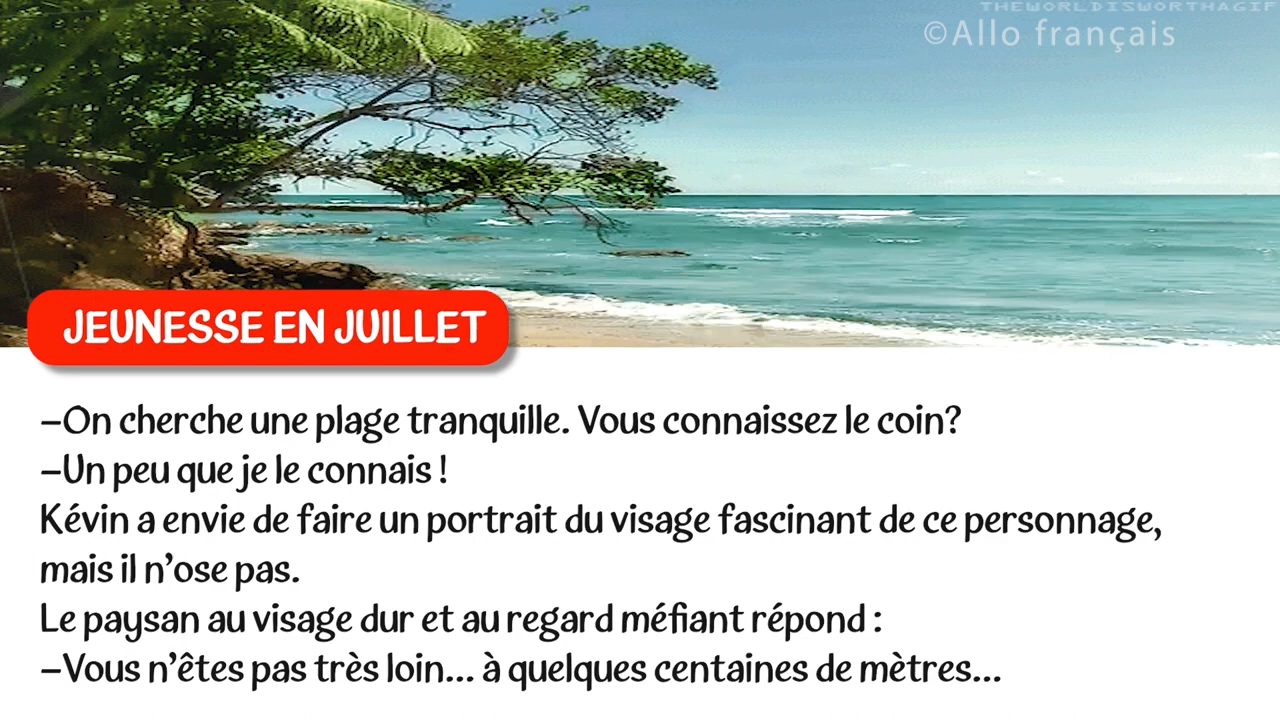 THEWORLDISWORTHAGIF
©Allo français
JEUNESSE EN JUILLET
–On cherche une plage tranquille. Vous connaissez le coin?
–Un peu que je le connais !
Kévin a envie de faire un portrait du visage fascinant de ce personnage,
mais il n’ose pas.
Le paysan au visage dur et au regard méfiant répond :
–Vous n’êtes pas très loin... à quelques centaines de mètres...